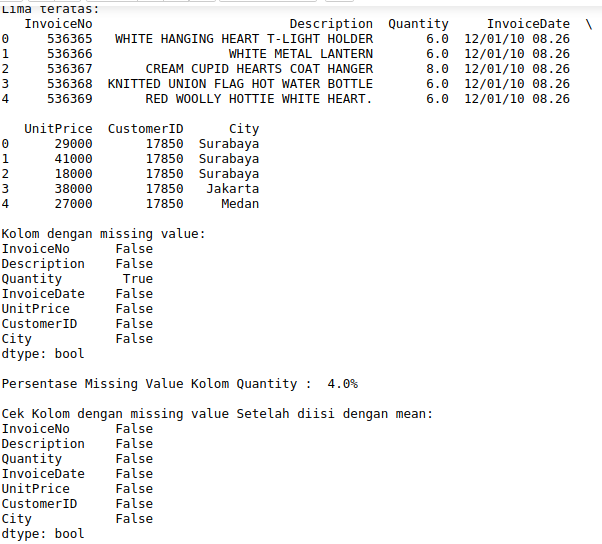 Lima teratas:
InvoiceNo Description Quantity InvoiceDate \
0 536365 WHITE HANGING HEART T-LIGHT HOLDER 6.0 12/01/10 08.26
1 536366 WHITE METAL LANTERN 6.0 12/01/10 08.26
2 536367 CREAM CUPID HEARTS COAT HANGER 8.0 12/01/10 08.26
3 536368 KNITTED UNION FLAG HOT WATER BOTTLE 6.0 12/01/10 08.26
4 536369 RED WOOLLY HOTTIE WHITE HEART. 6.0 12/01/10 08.26
UnitPrice CustomerID City
0 29000 17850 Surabaya
1 41000 17850 Surabaya
2 18000 17850 Surabaya
3 38000 17850 Jakarta
4 27000 17850 Medan
Kolom dengan missing value:
InvoiceNo False
Description False
Quantity True
InvoiceDate False
UnitPrice False
CustomerID False
City False
dtype: bool
Persentase Missing Value Kolom Quantity : 4.0%
Cek Kolom dengan missing value Setelah diisi dengan mean:
InvoiceNo False
Description False
Quantity False
InvoiceDate False
UnitPrice False
CustomerID False
City False
dtype: bool